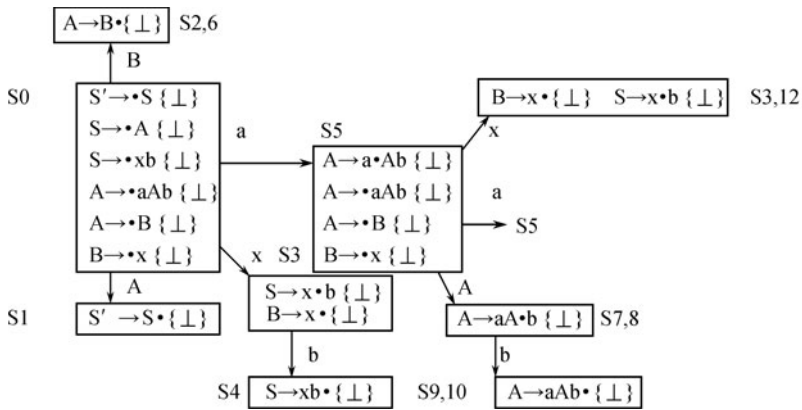 A→B•{⊥} S2,6
B
S0
S′→•S {⊥}
S→•A {⊥}
S→•xb {⊥}
A→•aAb {⊥}
A→•B {⊥}
B→•x {⊥}
a
S5
A→a•Ab {⊥}
A→•aAb {⊥}
A→•B {⊥}
B→•x {⊥}
B→x•{⊥} S→x•b{⊥} S3,12
x
a
S5
x S3
S→x•b{⊥}
B→x•{⊥}
A
S1
S′ →S•{⊥}
b
S4 S→xb•{⊥}
A
A→aA•b {⊥} S7,8
b
S9,10 A→aAb•{⊥}